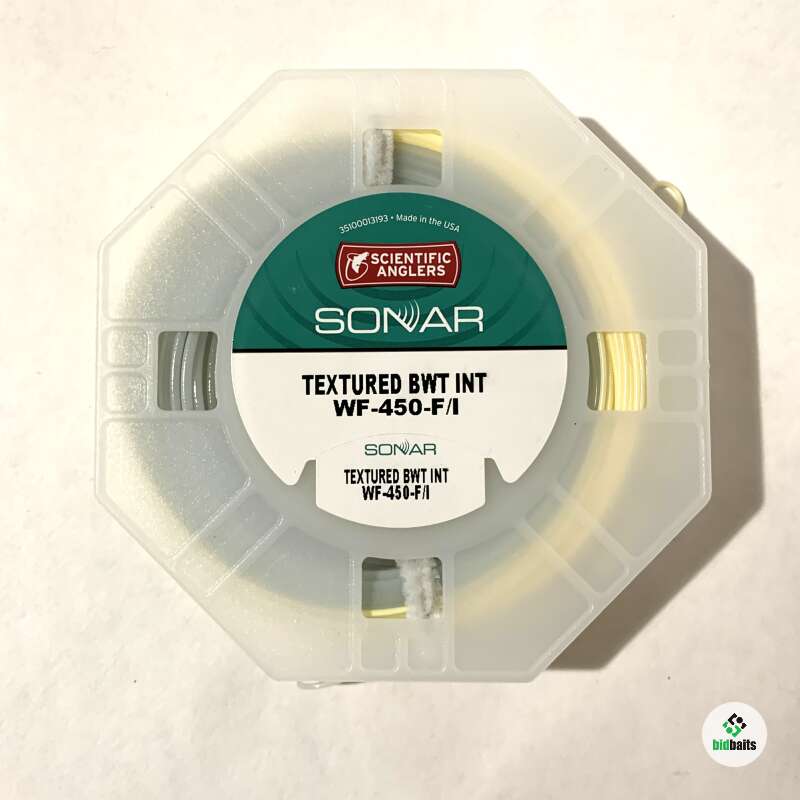 35100013193 • Made in the USA
SCIENTIFIC
ANGLERS
SONAR
TEXTURED BWT INT
WF-450-F/I
SONAR
TEXTURED BWT INT
WF-450-F/I
bidbaits